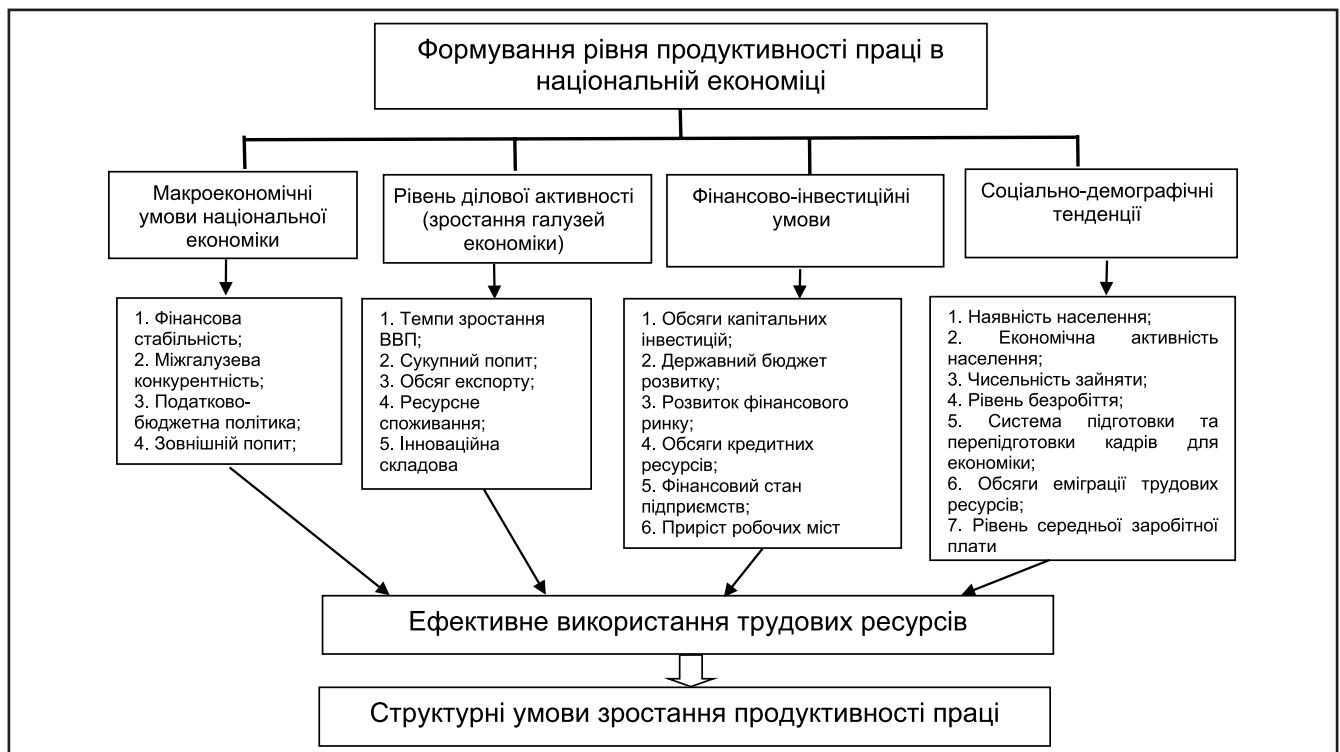 Формування рівня продуктивності праці в
національній економіці
Макроекономічні
умови національної
економіки
Рівень ділової активності
(зростання галузей
економіки)
Фінансово-інвестиційні
умови
Соціально-демографічні
тенденції
1. Фінансова
стабільність;
2. Міжгалузева
конкурентність;
3. Податково-
бюджетна політика;
4. Зовнішній попит;
1. Темпи зростання
ВВП;
2. Сукупний попит;
3. Обсяг експорту;
4. Ресурсне
споживання;
5. Інноваційна
складова
1. Обсяги капітальних
інвестицій;
2. Державний бюджет
розвитку;
3. Розвиток фінансового
ринку;
4. Обсяги кредитних
ресурсів;
5. Фінансовий стан
підприємств;
6. Приріст робочих міст
1. Наявність населення;
2. Економічна активність
населення;
3. Чисельність зайняти;
4. Рівень безробіття;
5. Система підготовки та
перепідготовки кадрів для
економіки;
6. Обсяги еміграції трудових
ресурсів;
7. Рівень середньої заробітної
плати
Ефективне використання трудових ресурсів
Структурні умови зростання продуктивності праці